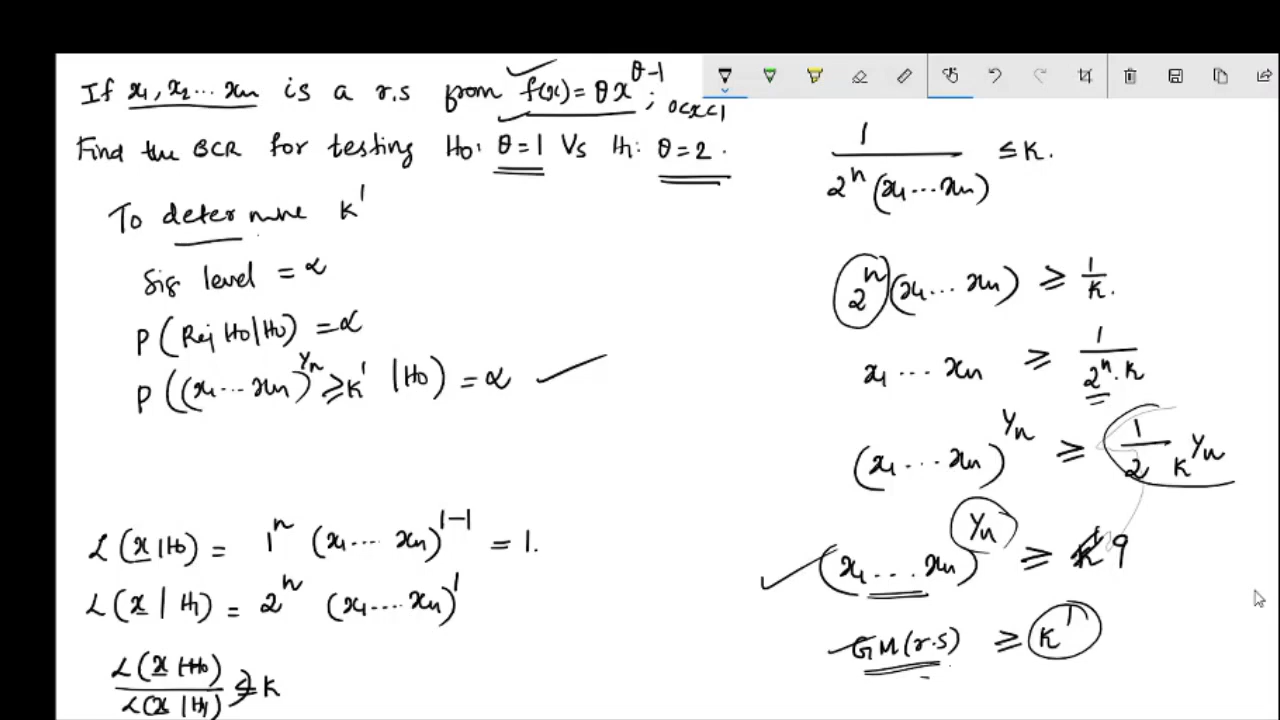 If x₁, x₂... xₙ is a r.s from f(x) = θx^(θ-1) ; 0<x<1
Find the BCR for testing H₀: θ=1 Vs H₁: θ=2.
To determine k'
Sig level = α
P(Rej H₀|H₀) = α
P((x₁... xₙ)^(1/n) ≥ k' |H₀) = α
L(x|H₀) = 1ⁿ (x₁.... xₙ)^(1-1) = 1.
L(x|H₁) = 2ⁿ (x₁.... xₙ)^1
L(x|H₀)
L(x|H₁) ≤ k
1
2ⁿ(x₁...xₙ) ≤ k.
2ⁿ(x₁... xₙ) ≥ 1/k.
x₁... xₙ ≥ 1/(2ⁿ.k)
(x₁...xₙ)^(1/n) ≥ 1/(2 k^(1/n))
(x₁...xₙ)^(1/n) ≥
GM(r.s) ≥ k'